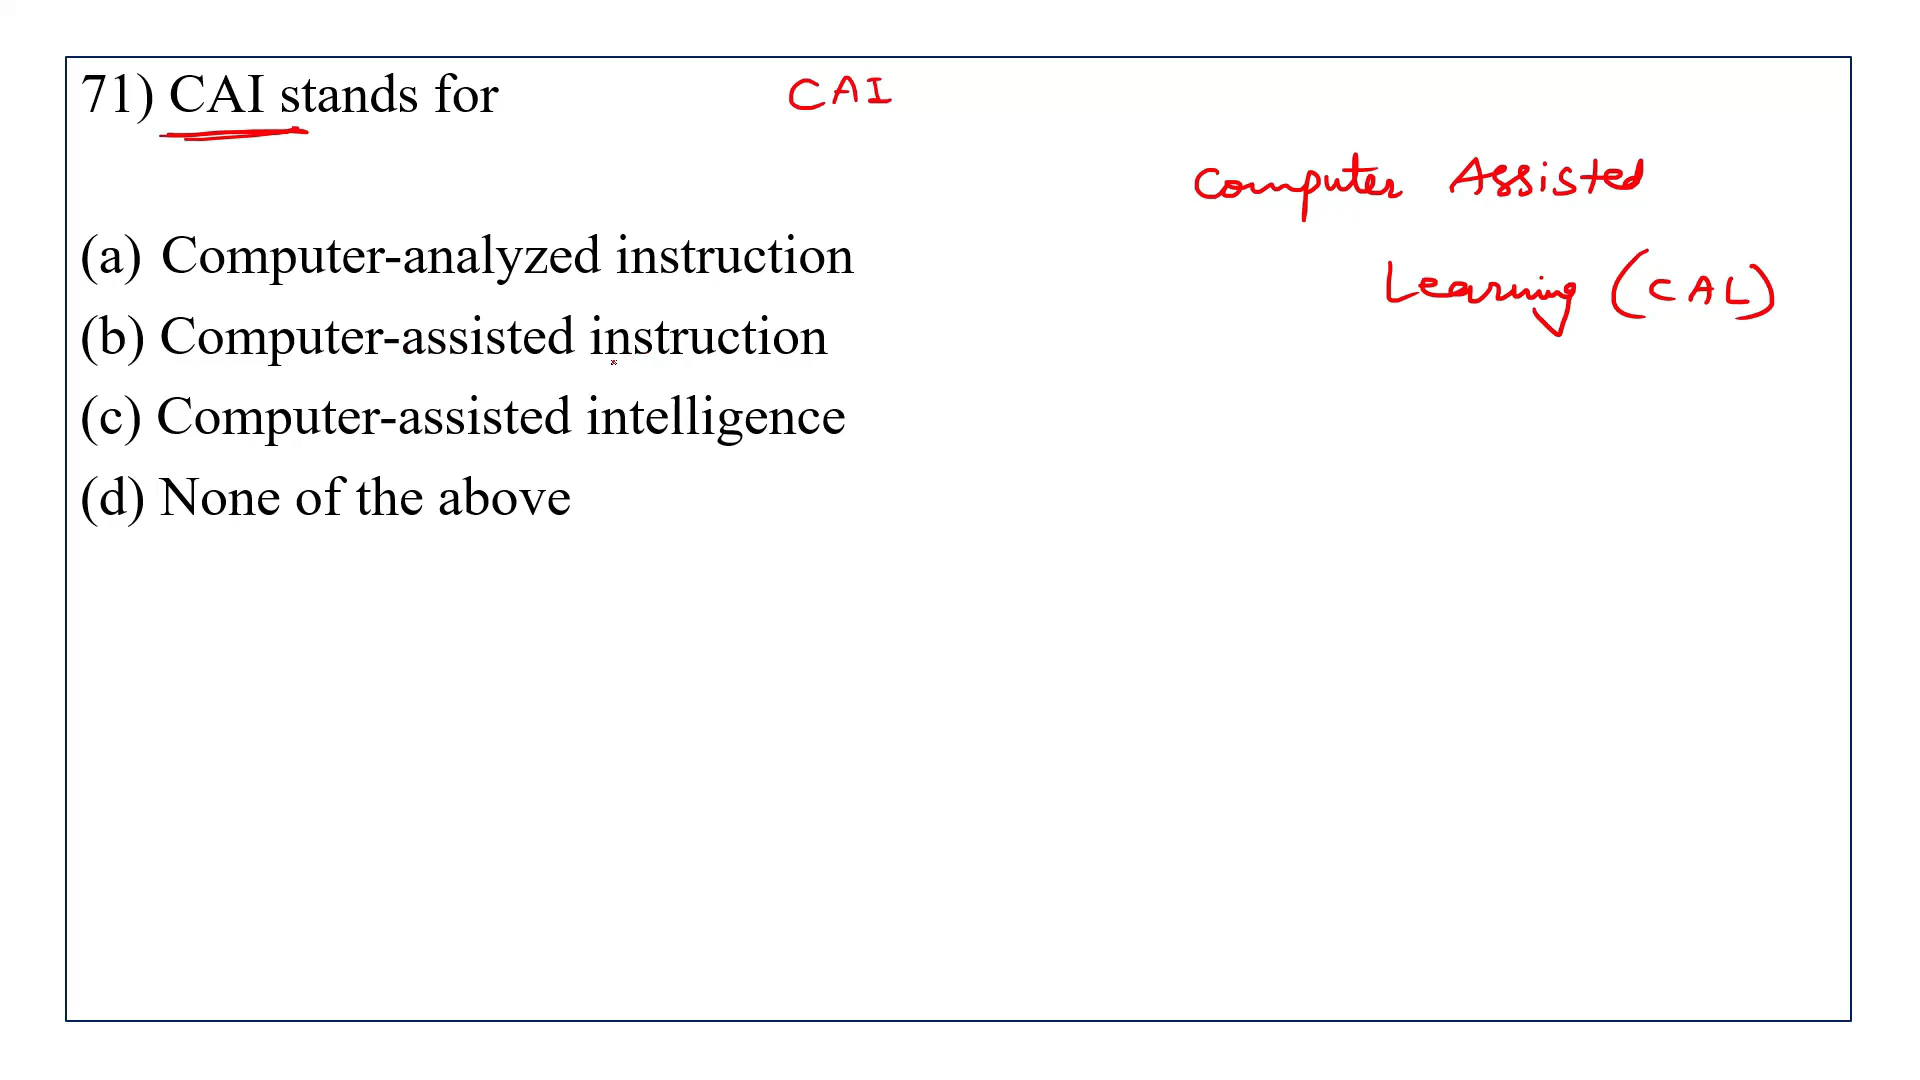 71) CAI stands for
CAI
Computer Assisted
Learning (CAL)
(a) Computer-analyzed instruction
(b) Computer-assisted instruction
(c) Computer-assisted intelligence
(d) None of the above